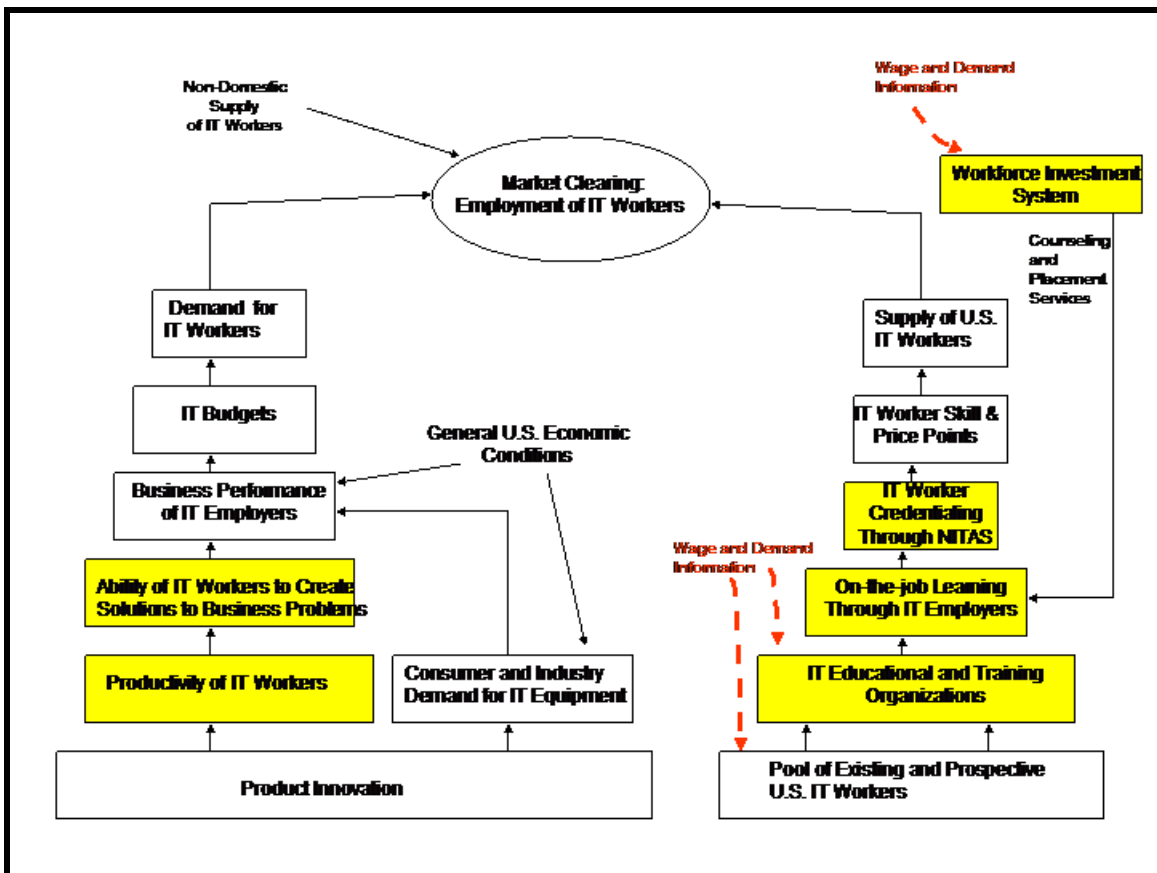 Non-Domestic
Supply
of IT Workers
Wage and Demand
Information
Market Clearing:
Employment of IT Workers
Workforce Investment
System
Counseling
and
Placement
Services
Demand for
IT Workers
Supply of U.S.
IT Workers
IT Budgets
IT Worker Skill &
Price Points
General U.S. Economic
Conditions
Business Performance
of IT Employers
IT Worker
Credentialing
Through NITAS
Wage and Demand
Information
Ability of IT Workers to Create
Solutions to Business Problems
On-the-job Learning
Through IT Employers
Productivity of IT Workers
Consumer and Industry
Demand for IT Equipment
IT Educational and Training
Organizations
Product Innovation
Pool of Existing and Prospective
U.S. IT Workers